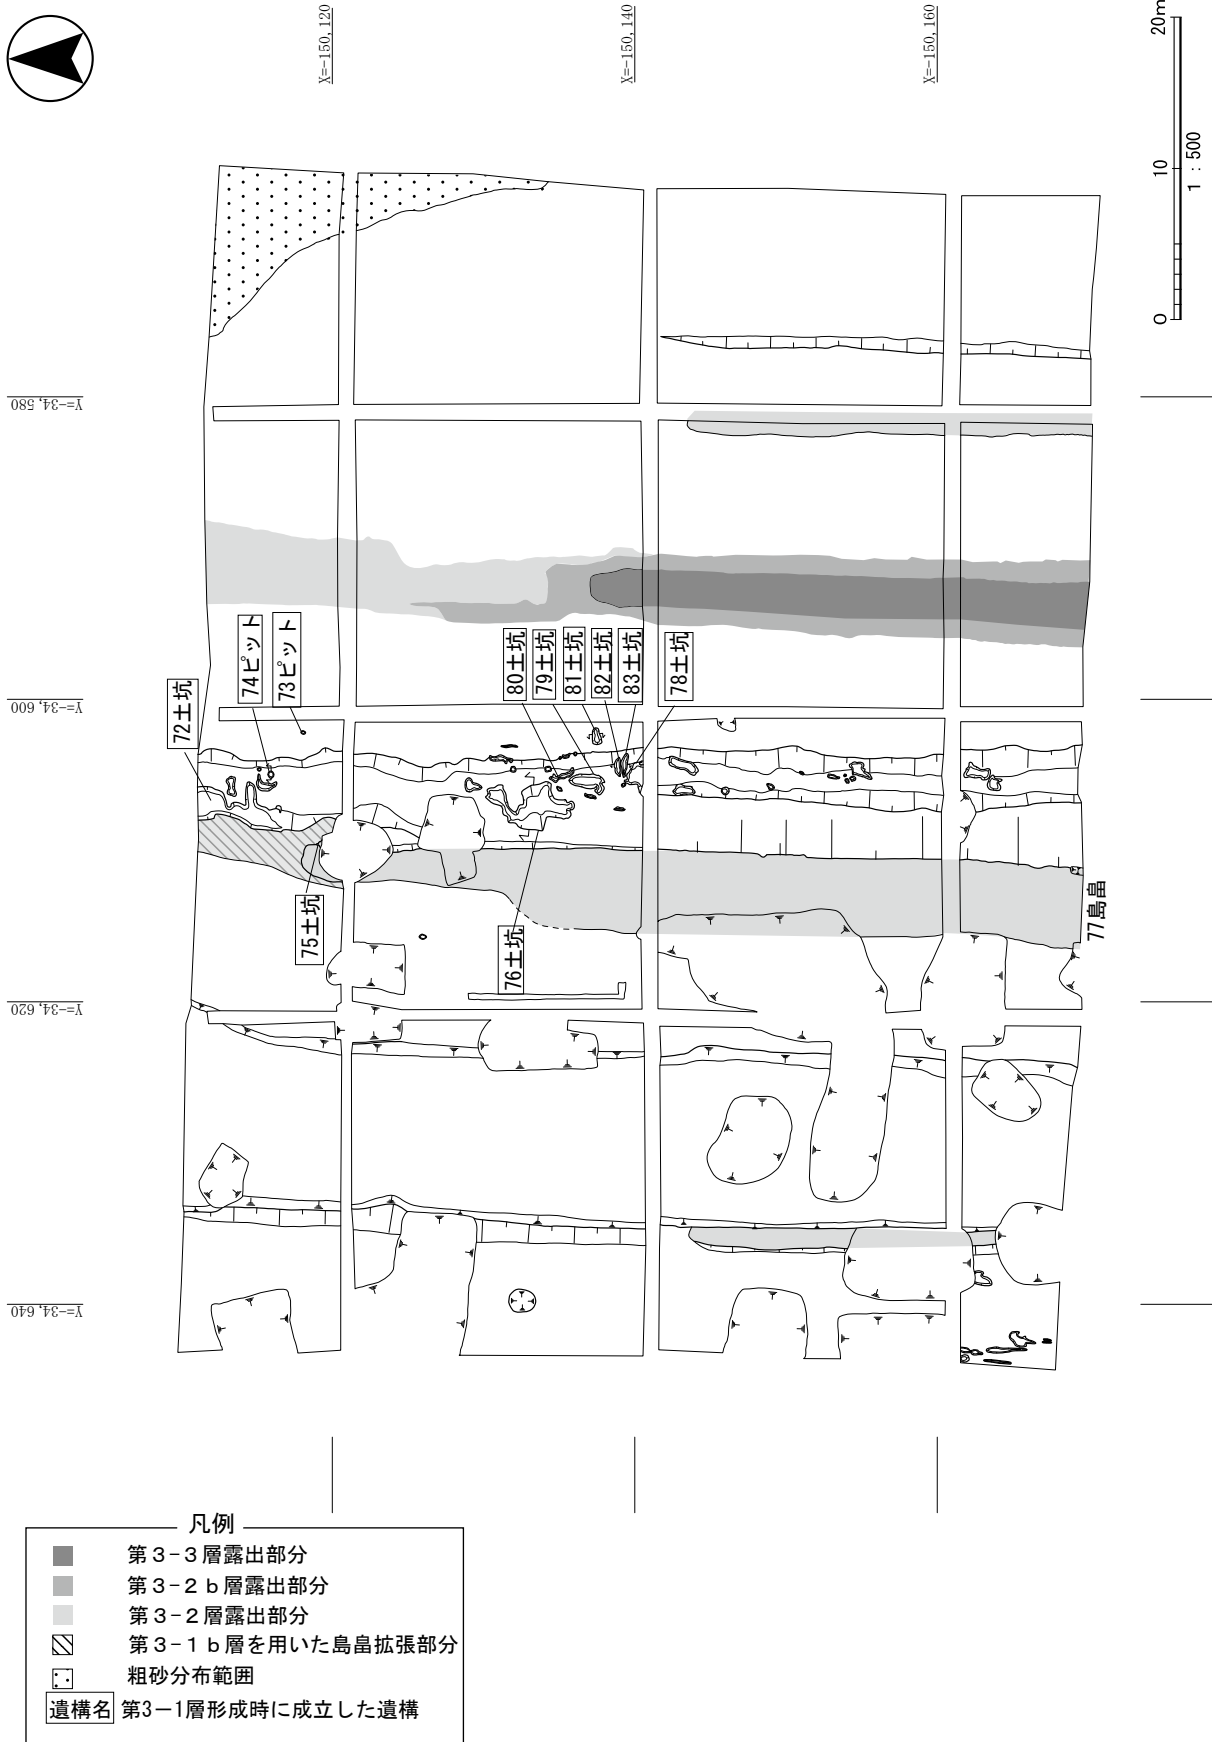 X=-150,120
X=-150,140
X=-150,160
20m
10
0
1 : 500
Y=-34,580
Y=-34,600
Y=-34,620
Y=-34,640
72土坑
74ピット
73ピット
80土坑
79土坑
81土坑
82土坑
83土坑
78土坑
75土坑
76土坑
77島畠
凡例
第3-3層露出部分
第3-2b層露出部分
第3-2層露出部分
第3-1b層を用いた島畠拡張部分
粗砂分布範囲
遺構名 第3-1層形成時に成立した遺構